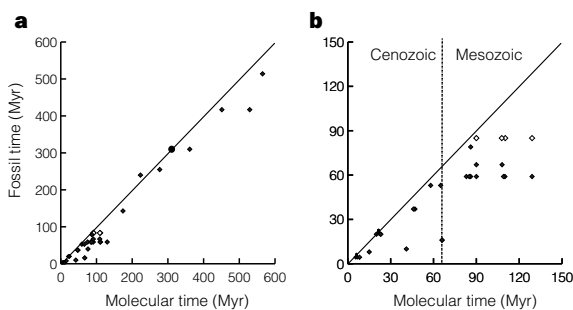 a
600
500
400
300
200
100
0
Fossil time (Myr)
0 100 200 300 400 500 600
Molecular time (Myr)
b
150
120
90
60
30
0
Cenozoic Mesozoic
0 30 60 90 120 150
Molecular time (Myr)